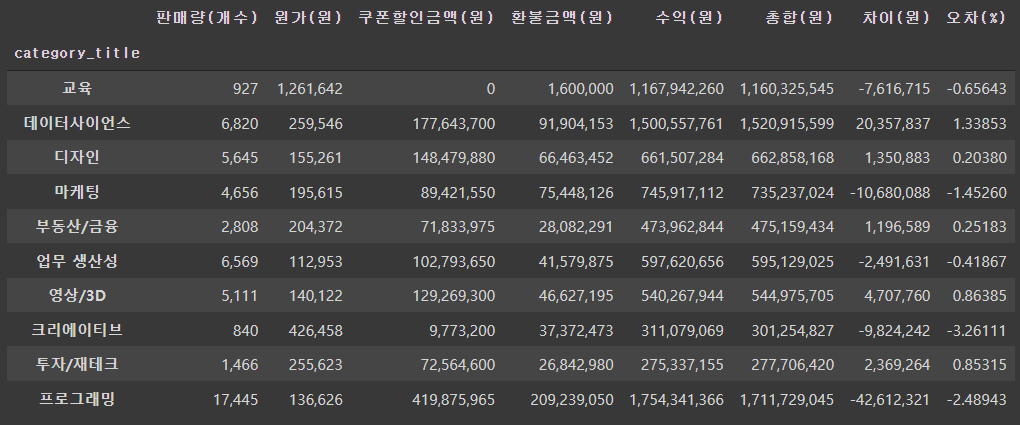 판매량(개수) 원가(원) 쿠폰할인금액(원) 환불금액(원) 수익(원) 총합(원) 차이(원) 오차(%)
category_title
교육 927 1,261,642 0 1,600,000 1,167,942,260 1,160,325,545 -7,616,715 -0.65643
데이터사이언스 6,820 259,546 177,643,700 91,904,153 1,500,557,761 1,520,915,599 20,357,837 1.33853
디자인 5,645 155,261 148,479,880 66,463,452 661,507,284 662,858,168 1,350,883 0.20380
마케팅 4,656 195,615 89,421,550 75,448,126 745,917,112 735,237,024 -10,680,088 -1.45260
부동산/금융 2,808 204,372 71,833,975 28,082,291 473,962,844 475,159,434 1,196,589 0.25183
업무 생산성 6,569 112,953 102,793,650 41,579,875 597,620,656 595,129,025 -2,491,631 -0.41867
영상/3D 5,111 140,122 129,269,300 46,627,195 540,267,944 544,975,705 4,707,760 0.86385
크리에이티브 840 426,458 9,773,200 37,372,473 311,079,069 301,254,827 -9,824,242 -3.26111
투자/재테크 1,466 255,623 72,564,600 26,842,980 275,337,155 277,706,420 2,369,264 0.85315
프로그래밍 17,445 136,626 419,875,965 209,239,050 1,754,341,366 1,711,729,045 -42,612,321 -2.48943